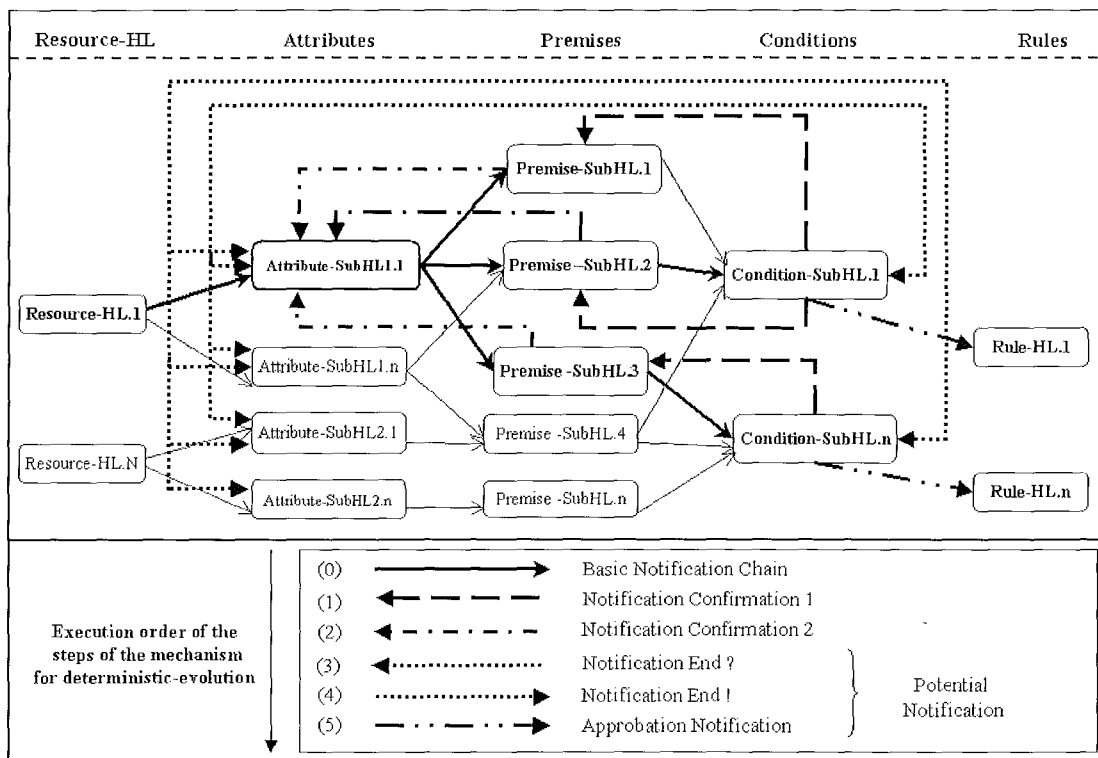 Resource-HL Attributes Premises Conditions Rules
Premise-SubHL.1
Attribute-SubHL1.1 Premise--SubHL.2 Condition-SubHL.1
Resource-HL.1
Rule-HL.1
Attribute-SubHL1.n Premise -SubHL.3
Attribute-SubHL2.1 Premise -SubHL.4 Condition-SubHL.n
Resource-HL.N
Attribute-SubHL2.n Premise -SubHL.n Rule-HL.n
Execution order of the
steps of the mechanism
for deterministic-evolution
(0) Basic Notification Chain
(1) Notification Confirmation 1
(2) Notification Confirmation 2
(3) Notification End ?
(4) Notification End !
(5) Approbation Notification
Potential
Notification